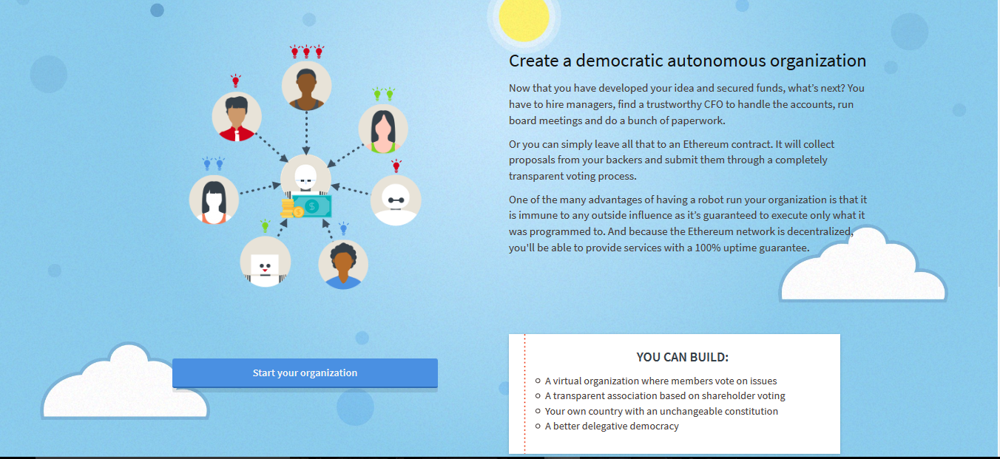 Create a democratic autonomous organization
Now that you have developed your idea and secured funds, what’s next? You
have to hire managers, find a trustworthy CFO to handle the accounts, run
board meetings and do a bunch of paperwork.
Or you can simply leave all that to an Ethereum contract. It will collect
proposals from your backers and submit them through a completely
transparent voting process.
One of the many advantages of having a robot run your organization is that it
is immune to any outside influence as it’s guaranteed to execute only what it
was programmed to. And because the Ethereum network is decentralized,
you'll be able to provide services with a 100% uptime guarantee.
$
Start your organization
YOU CAN BUILD:
A virtual organization where members vote on issues
A transparent association based on shareholder voting
Your own country with an unchangeable constitution
A better delegative democracy